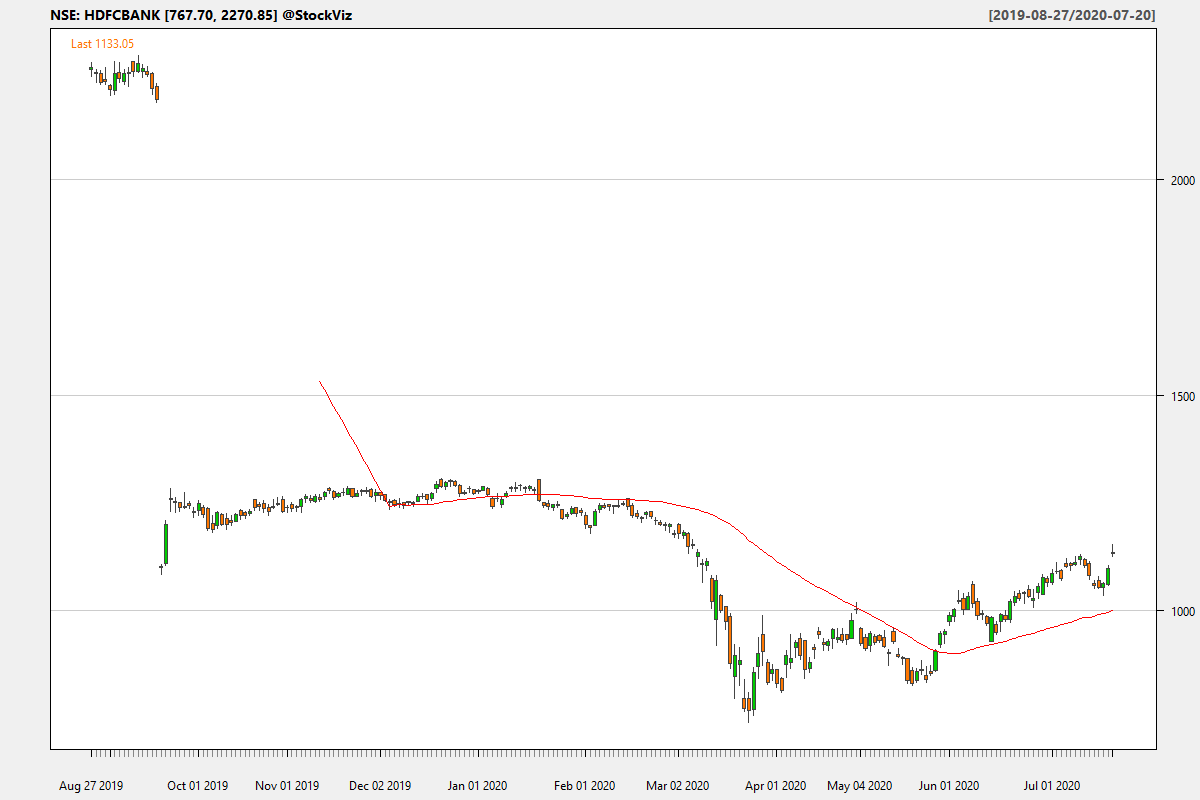 NSE: HDFCBANK [767.70, 2270.85] @StockViz
[2019-08-27/2020-07-20]
Last 1133.05
2000
1500
1000
Aug 27 2019 Oct 01 2019 Nov 01 2019 Dec 02 2019 Jan 01 2020 Feb 01 2020 Mar 02 2020 Apr 01 2020 May 04 2020 Jun 01 2020 Jul 01 2020